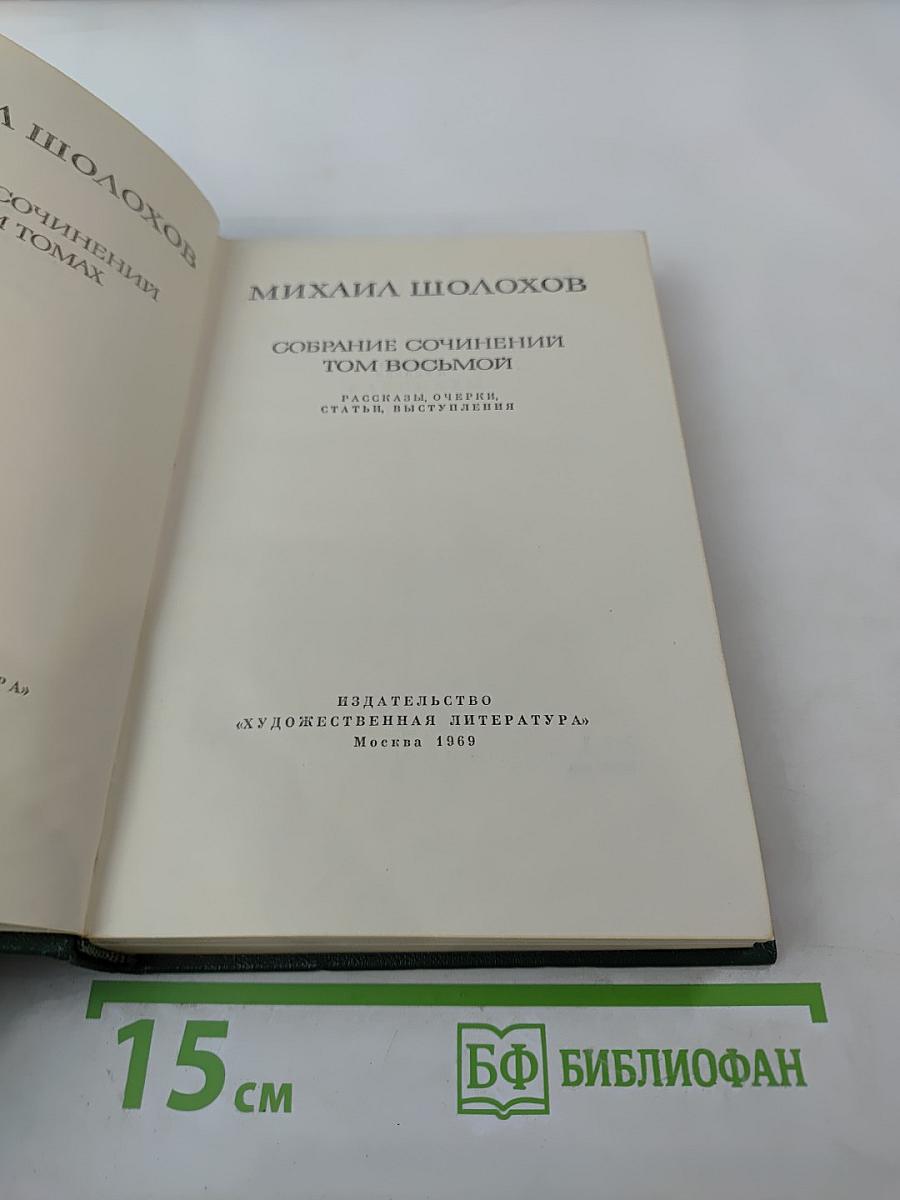 Л ШОЛОХОВ
СОЧИНЕНИЙ
И ТОМАХ
РА»
МИХАИЛ ШОЛОХОВ
СОБРАНИЕ СОЧИНЕНИЙ
ТОМ ВОСЬМОЙ
РАССКАЗЫ, ОЧЕРКИ,
СТАТЬИ, ВЫСТУПЛЕНИЯ
ИЗДАТЕЛЬСТВО
«ХУДОЖЕСТВЕННАЯ ЛИТЕРАТУРА»
Москва 1969
15 см
БФ БИБЛИОФАН